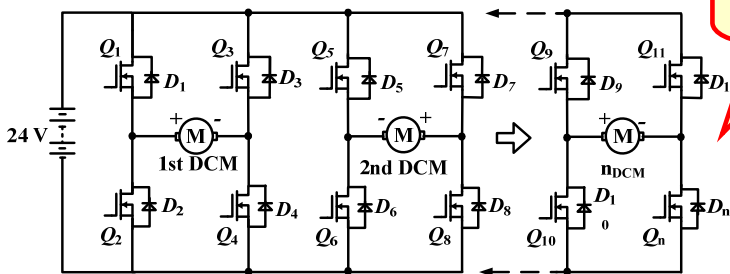 Q1 Q3 Q5 Q7 Q9 Q11
D1 D3 D5 D7 D9 D1
24 V
+ M - - M + + M -
1st DCM 2nd DCM nDCM
D2 D4 D6 D8 D1 Dn
0
Q2 Q4 Q6 Q8 Q10 Qn